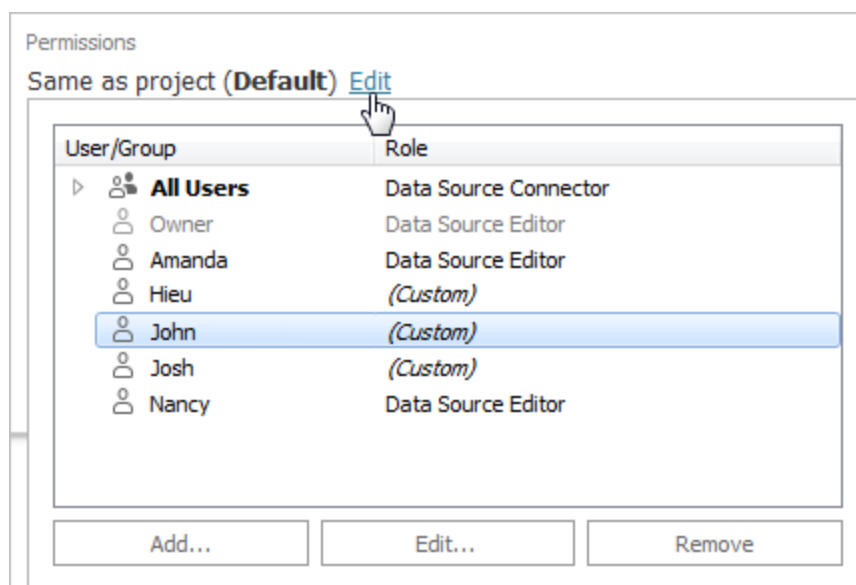 Permissions
Same as project (Default) Edit
User/Group Role
All Users Data Source Connector
Owner Data Source Editor
Amanda Data Source Editor
Hieu (Custom)
John (Custom)
Josh (Custom)
Nancy Data Source Editor
Add... Edit... Remove